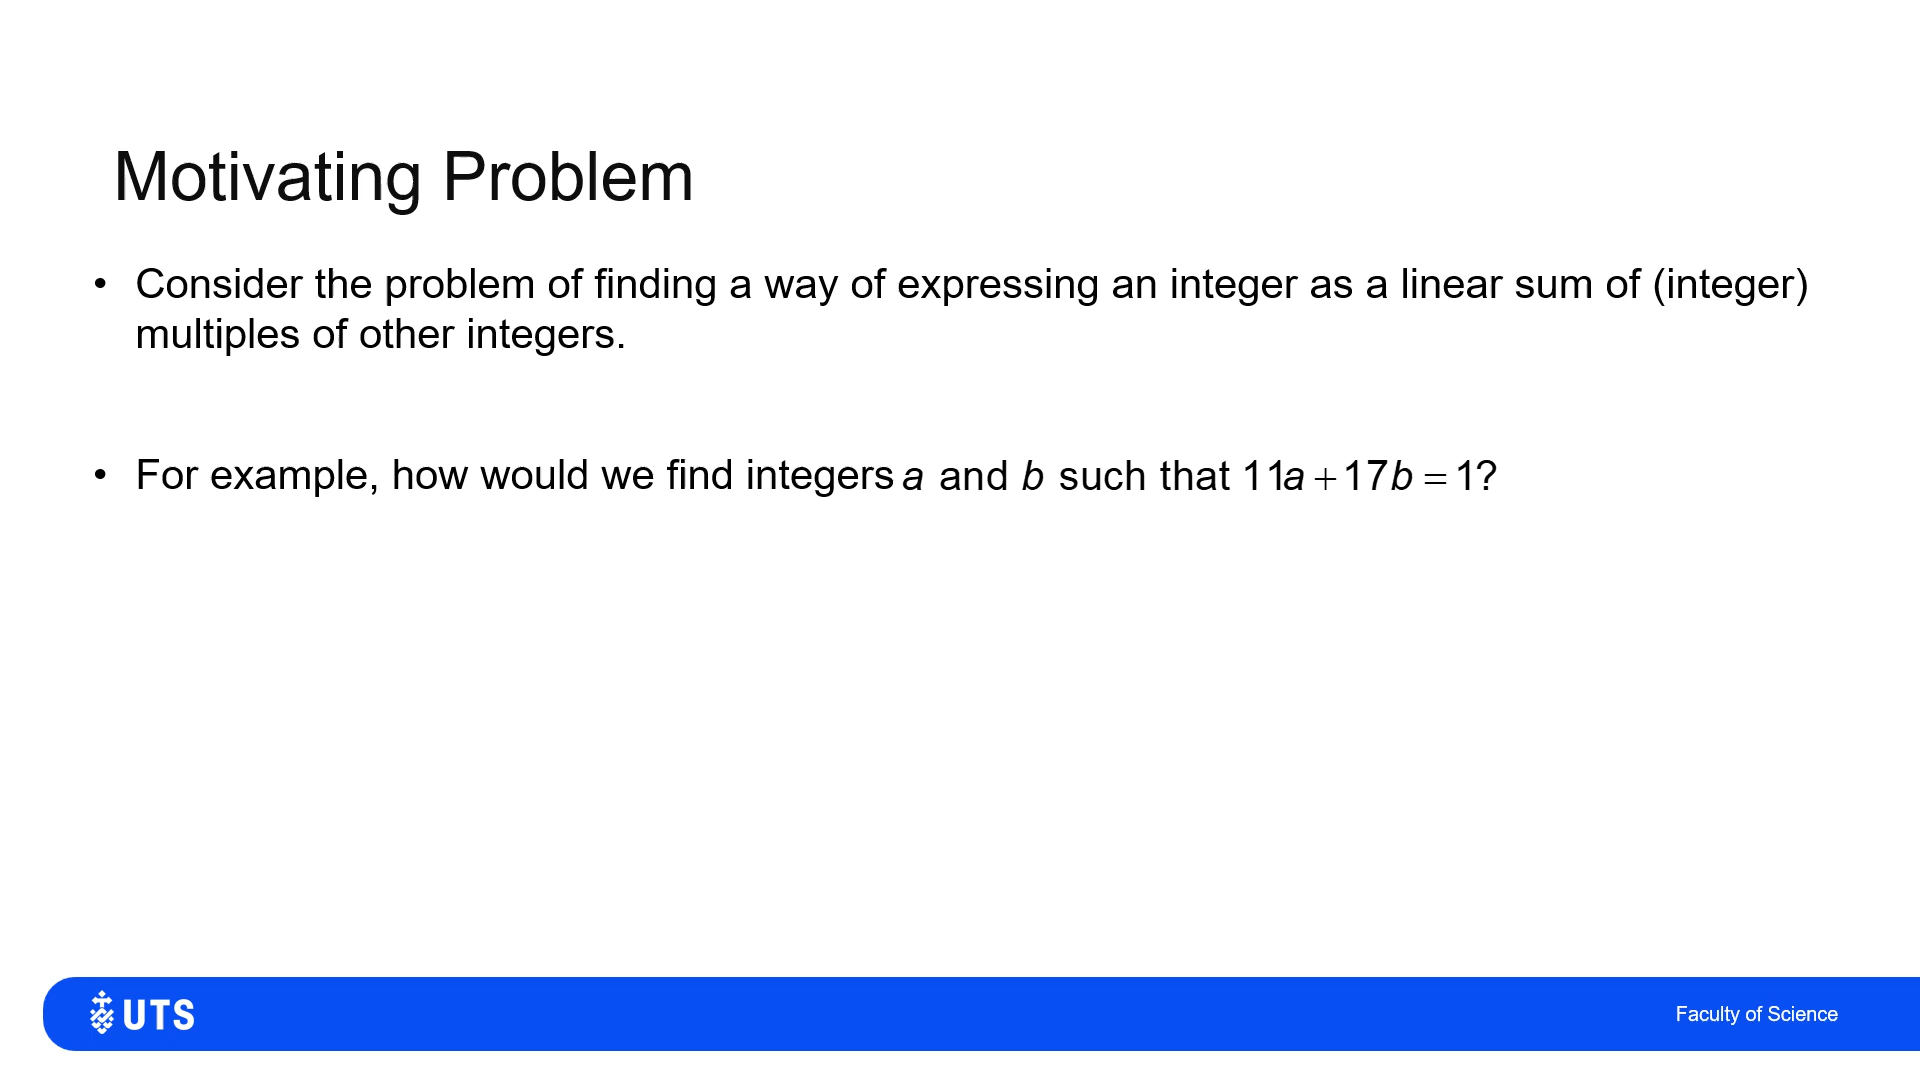 Motivating Problem
• Consider the problem of finding a way of expressing an integer as a linear sum of (integer)
multiples of other integers.
• For example, how would we find integers a and b such that 11a + 17b = 1?
UTS
Faculty of Science